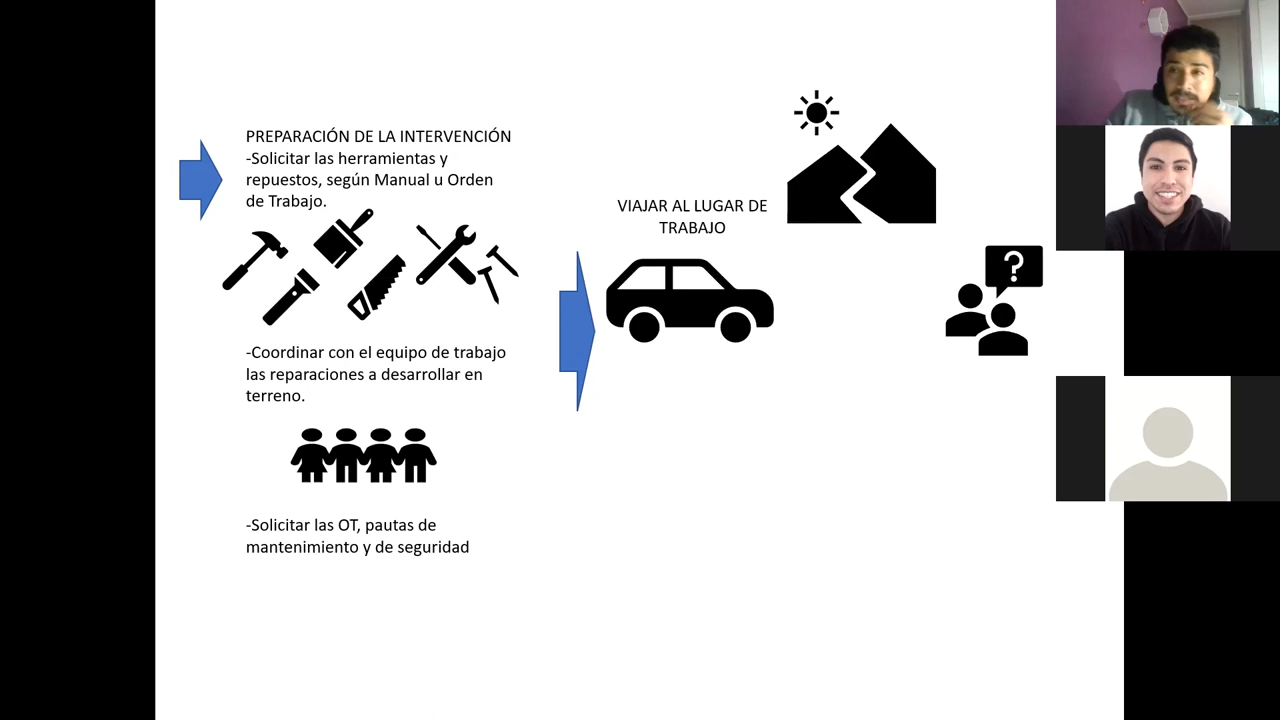 PREPARACIÓN DE LA INTERVENCIÓN
-Solicitar las herramientas y
repuestos, según Manual u Orden
de Trabajo.
-Coordinar con el equipo de trabajo
las reparaciones a desarrollar en
terreno.
-Solicitar las OT, pautas de
mantenimiento y de seguridad
VIAJAR AL LUGAR DE
TRABAJO
?